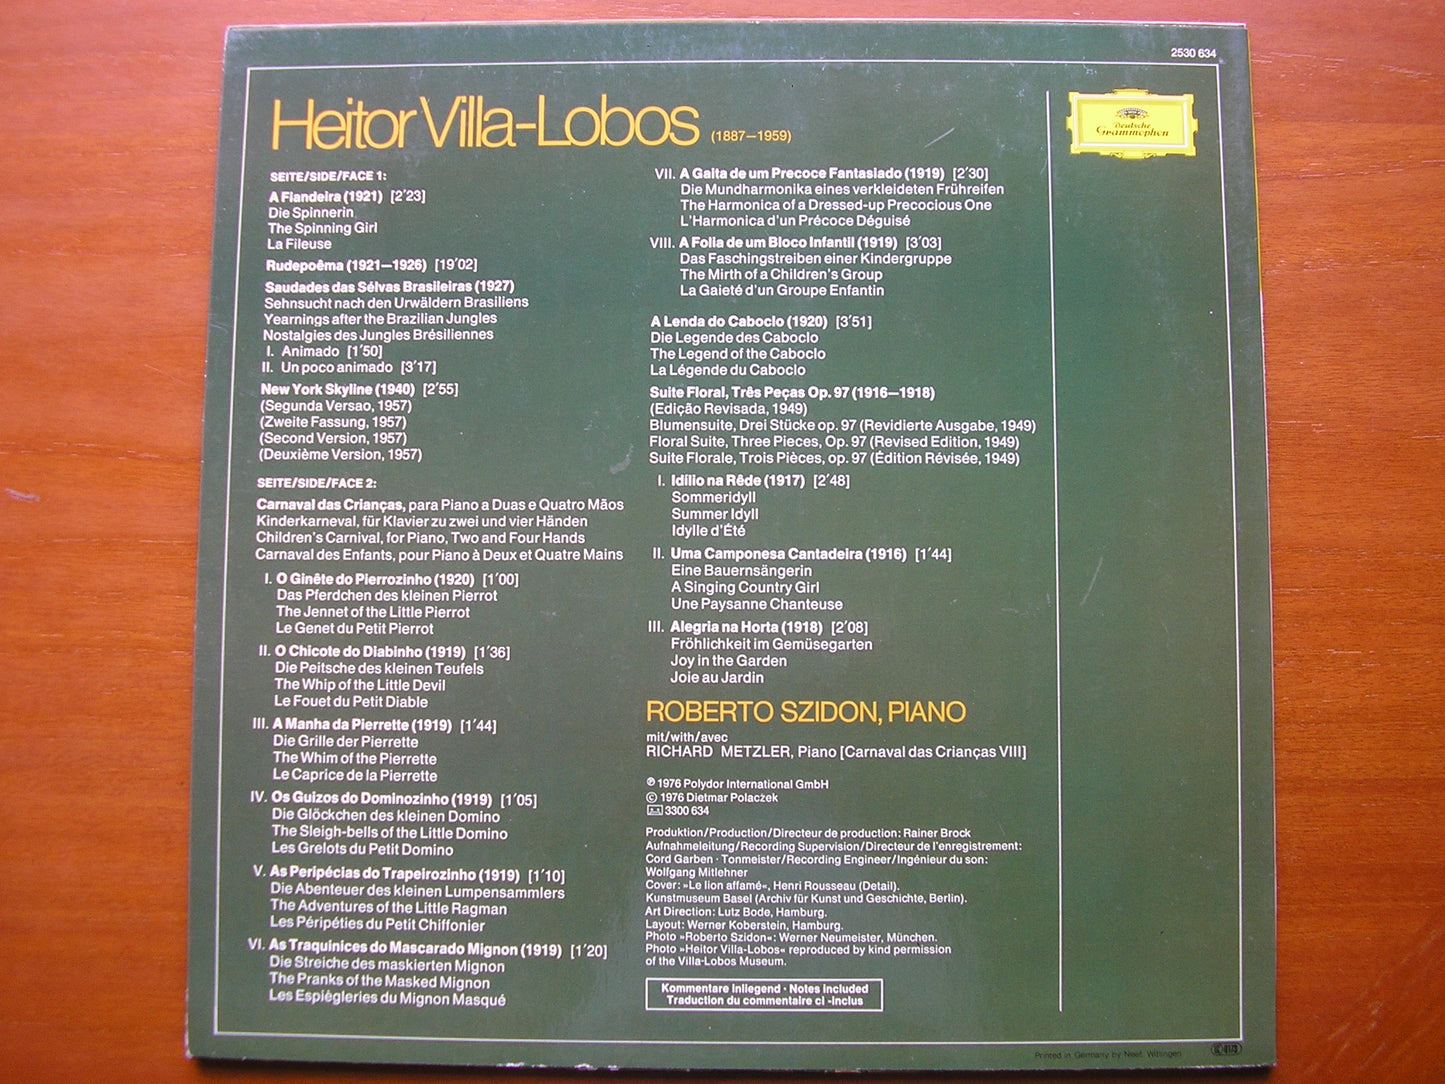 2530 634
Heitor Villa-Lobos (1887—1959)
Deutsche
Grammophon
SEITE/SIDE/FACE 1:
A Fiandeira (1921) [2′23]
Die Spinnerin
The Spinning Girl
La Fileuse
Rudepoêma (1921—1926) [19′02]
Saudades das Sélvas Brasileiras (1927)
Sehnsucht nach den Urwäldern Brasiliens
Yearnings after the Brazilian Jungles
Nostalgies des Jungles Brésiliennes
I. Animado [1′50]
II. Un poco animado [3′17]
New York Skyline (1940) [2′55]
(Segunda Versao, 1957)
(Zweite Fassung, 1957)
(Second Version, 1957)
(Deuxième Version, 1957)
SEITE/SIDE/FACE 2:
Carnaval das Crianças, para Piano a Duas e Quatro Mãos
Kinderkarneval, für Klavier zu zwei und vier Händen
Children's Carnival, for Piano, Two and Four Hands
Carnaval des Enfants, pour Piano à Deux et Quatre Mains
I. O Ginête do Pierrozinho (1920) [1′00]
Das Pferdchen des kleinen Pierrot
The Jennet of the Little Pierrot
Le Genet du Petit Pierrot
II. O Chicote do Diabinho (1919) [1′36]
Die Peitsche des kleinen Teufels
The Whip of the Little Devil
Le Fouet du Petit Diable
III. A Manha da Pierrette (1919) [1′44]
Die Grille der Pierrette
The Whim of the Pierrette
Le Caprice de la Pierrette
IV. Os Guizos do Dominozinho (1919) [1′05]
Die Glöckchen des kleinen Domino
The Sleigh-bells of the Little Domino
Les Grelots du Petit Domino
V. As Peripécias do Trapeirozinho (1919) [1′10]
Die Abenteuer des kleinen Lumpensammlers
The Adventures of the Little Ragman
Les Péripéties du Petit Chiffonier
VI. As Traquinices do Mascarado Mignon (1919) [1′20]
Die Streiche des maskierten Mignon
The Pranks of the Masked Mignon
Les Espiègleries du Mignon Masqué
VII. A Gaita de um Precoce Fantasiado (1919) [2′30]
Die Mundharmonika eines verkleideten Frühreifen
The Harmonica of a Dressed-up Precocious One
L'Harmonica d'un Précoce Déguisé
VIII. A Folia de um Bloco Infantil (1919) [3′03]
Das Faschingstreiben einer Kindergruppe
The Mirth of a Children's Group
La Gaieté d'un Groupe Enfantin
A Lenda do Caboclo (1920) [3′51]
Die Legende des Caboclo
The Legend of the Caboclo
La Légende du Caboclo
Suite Floral, Três Peças Op. 97 (1916—1918)
(Edição Revisada, 1949)
Blumensuite, Drei Stücke op. 97 (Revidierte Ausgabe, 1949)
Floral Suite, Three Pieces, Op. 97 (Revised Edition, 1949)
Suite Florale, Trois Pièces, op. 97 (Édition Révisée, 1949)
I. Idílio na Rêde (1917) [2′48]
Sommeridyll
Summer Idyll
Idylle d'Été
II. Uma Camponesa Cantadeira (1916) [1′44]
Eine Bauernsängerin
A Singing Country Girl
Une Paysanne Chanteuse
III. Alegria na Horta (1918) [2′08]
Fröhlichkeit im Gemüsegarten
Joy in the Garden
Joie au Jardin
ROBERTO SZIDON, PIANO
mit/with/avec
RICHARD METZLER, Piano [Carnaval das Crianças VIII]
℗ 1976 Polydor International GmbH
© 1976 Dietmar Polaczek
3300 634
Produktion/Production/Directeur de production: Rainer Brock
Aufnahmeleitung/Recording Supervision/Directeur de l'enregistrement:
Cord Garben · Tonmeister/Recording Engineer/Ingénieur du son:
Wolfgang Mitlehner
Cover: »Le lion affamé«, Henri Rousseau (Detail).
Kunstmuseum Basel (Archiv für Kunst und Geschichte, Berlin).
Art Direction: Lutz Bode, Hamburg.
Layout: Werner Koberstein, Hamburg.
Photo »Roberto Szidon«: Werner Neumeister, München.
Photo »Heitor Villa-Lobos« reproduced by kind permission
of the Villa-Lobos Museum.
Kommentare inliegend · Notes included
Traduction du commentaire ci-inclus
Printed in Germany by Neef, Wittingen